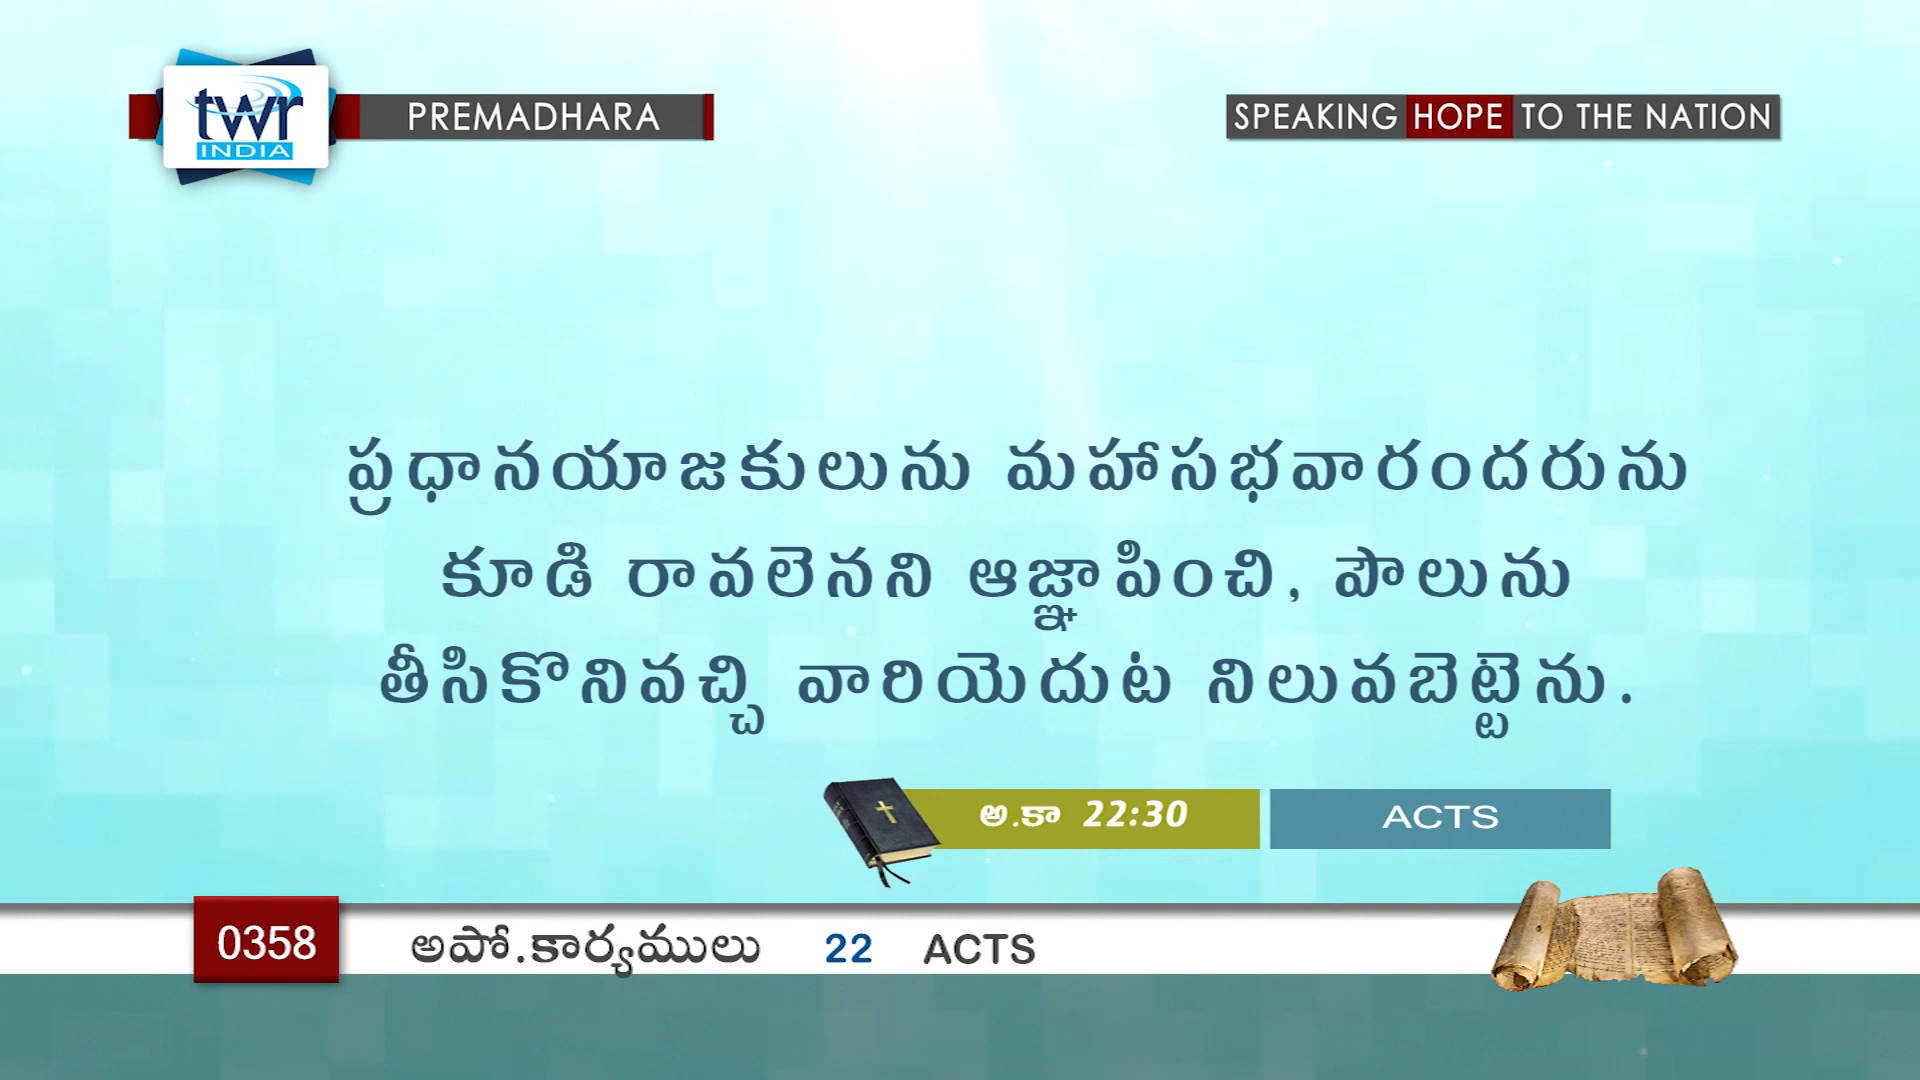 twr
INDIA
PREMADHARA
SPEAKING HOPE TO THE NATION
ప్రధానయాజకులును మహాసభవారందరును
కూడి రావలెనని ఆజ్ఞాపించి, పౌలును
తీసికొనివచ్చి వారియెదుట నిలువబెట్టెను.
అ.కా 22:30
ACTS
0358 అపో.కార్యములు 22 ACTS